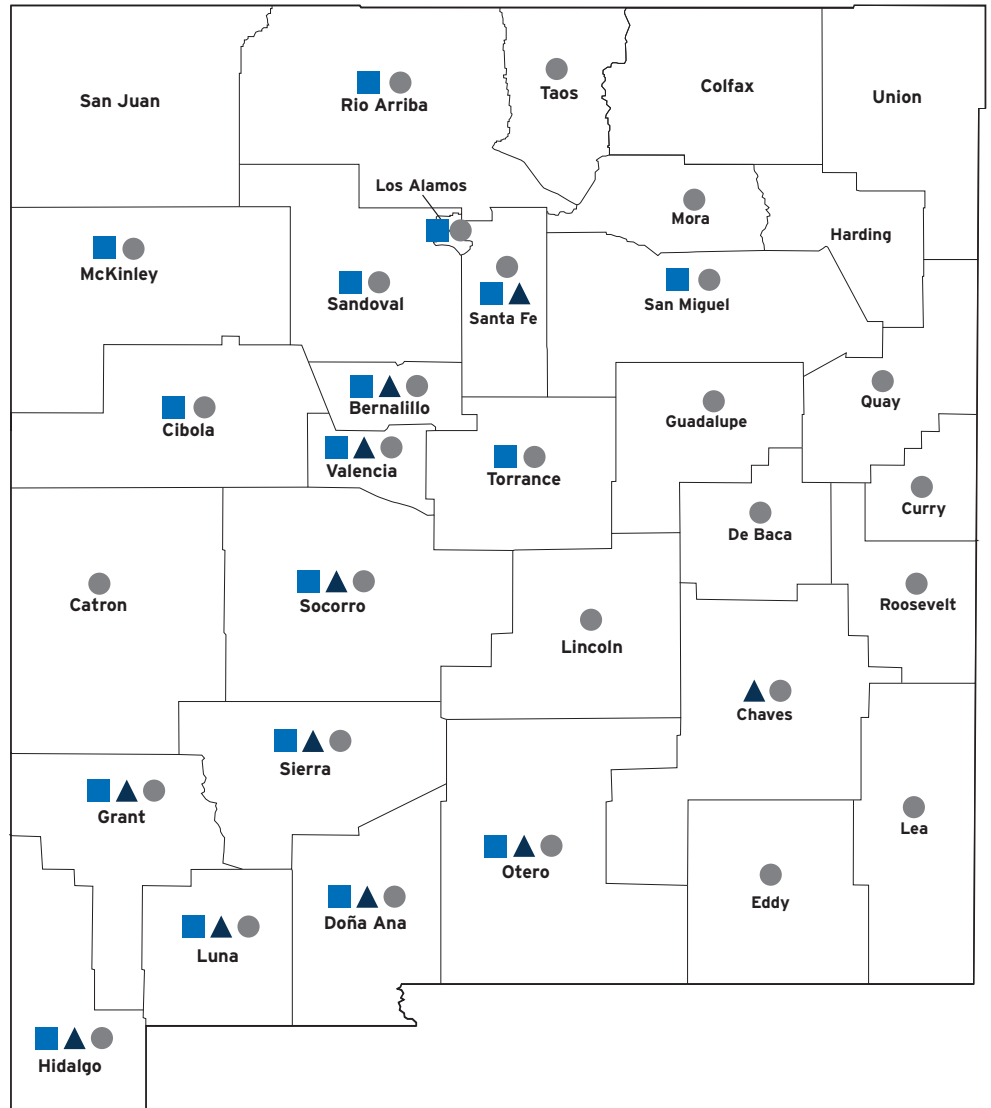 San Juan
Rio Arriba
Taos
Colfax
Union
Los Alamos
Mora
Harding
McKinley
Sandoval
Santa Fe
San Miguel
Cibola
Bernalillo
Valencia
Torrance
Guadalupe
Quay
Curry
De Baca
Catron
Socorro
Roosevelt
Lincoln
Chaves
Sierra
Grant
Lea
Otero
Eddy
Doña Ana
Luna
Hidalgo